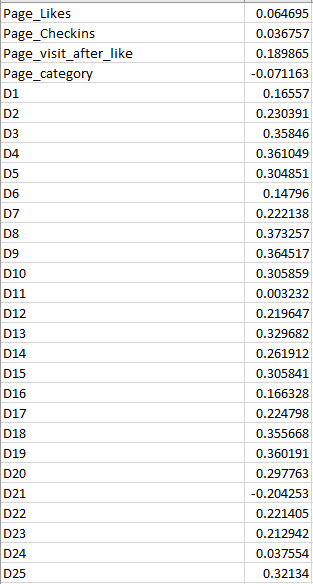 Page_Likes 0.064695
Page_Checkins 0.036757
Page_visit_after_like 0.189865
Page_category -0.071163
D1 0.16557
D2 0.230391
D3 0.35846
D4 0.361049
D5 0.304851
D6 0.14796
D7 0.222138
D8 0.373257
D9 0.364517
D10 0.305859
D11 0.003232
D12 0.219647
D13 0.329682
D14 0.261912
D15 0.305841
D16 0.166328
D17 0.224798
D18 0.355668
D19 0.360191
D20 0.297763
D21 -0.204253
D22 0.221405
D23 0.212942
D24 0.037554
D25 0.32134